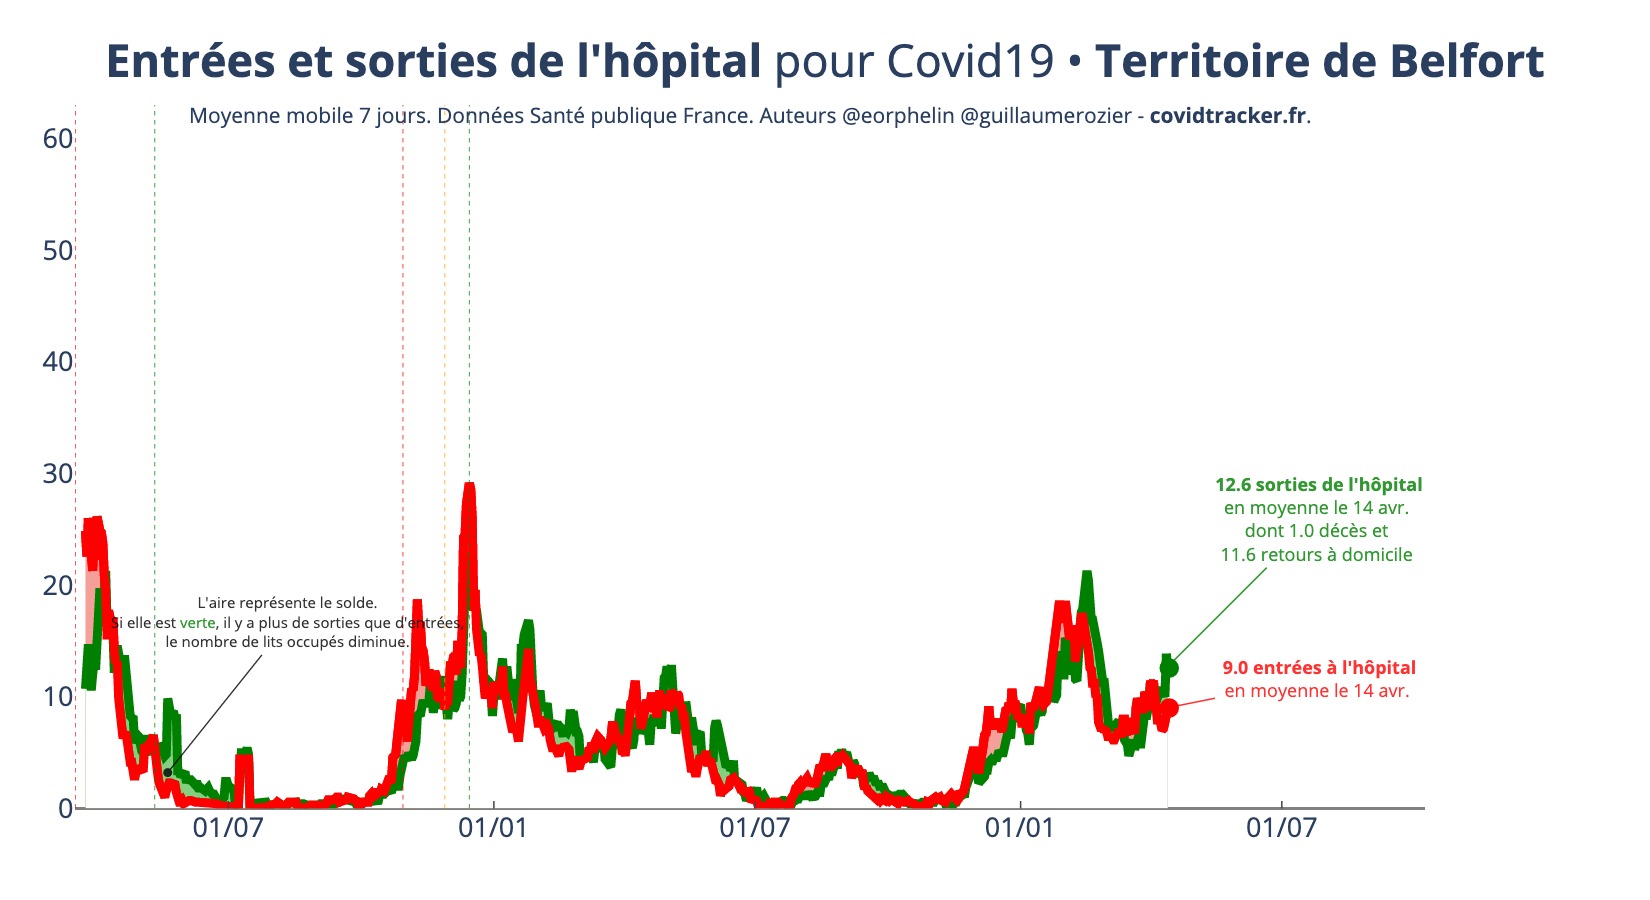 Entrées et sorties de l'hôpital pour Covid19 • Territoire de Belfort
Moyenne mobile 7 jours. Données Santé publique France. Auteurs @eorphelin @guillaumerozier - covidtracker.fr.
60
50
40
30
20
10
0
12.6 sorties de l'hôpital
en moyenne le 14 avr.
dont 1.0 décès et
11.6 retours à domicile
L'aire représente le solde.
Si elle est verte, il y a plus de sorties que d'entrées,
le nombre de lits occupés diminue.
9.0 entrées à l'hôpital
en moyenne le 14 avr.
01/07
01/01
01/07
01/01
01/07